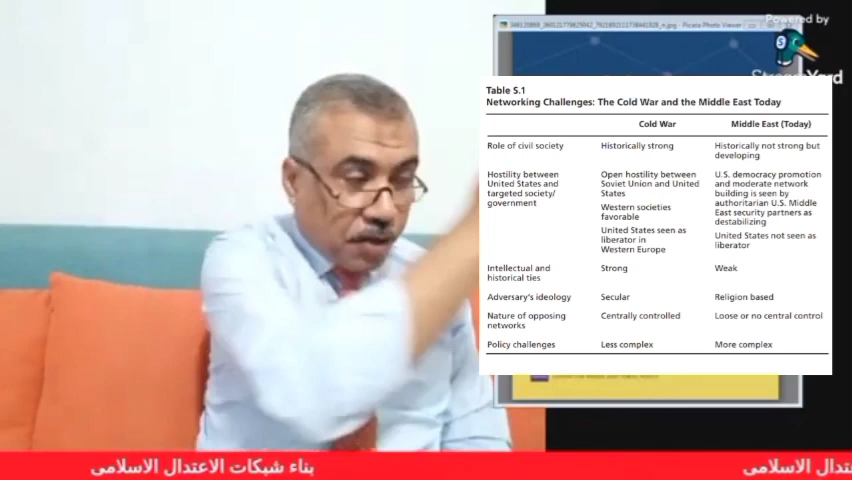 Powered by
StreamYard
Table S.1
Networking Challenges: The Cold War and the Middle East Today
Cold War Middle East (Today)
Role of civil society Historically strong Historically not strong but
developing
Hostility between
United States and
targeted society/
government
Open hostility between
Soviet Union and United
States
Western societies
favorable
United States seen as
liberator in
Western Europe
U.S. democracy promotion
and moderate network
building is seen by
authoritarian U.S. Middle
East security partners as
destabilizing
United States not seen as
liberator
Intellectual and
historical ties
Strong Weak
Adversary's ideology Secular Religion based
Nature of opposing
networks
Centrally controlled Loose or no central control
Policy challenges Less complex More complex
بناء شبكات الاعتدال الاسلامى
الاسلامى